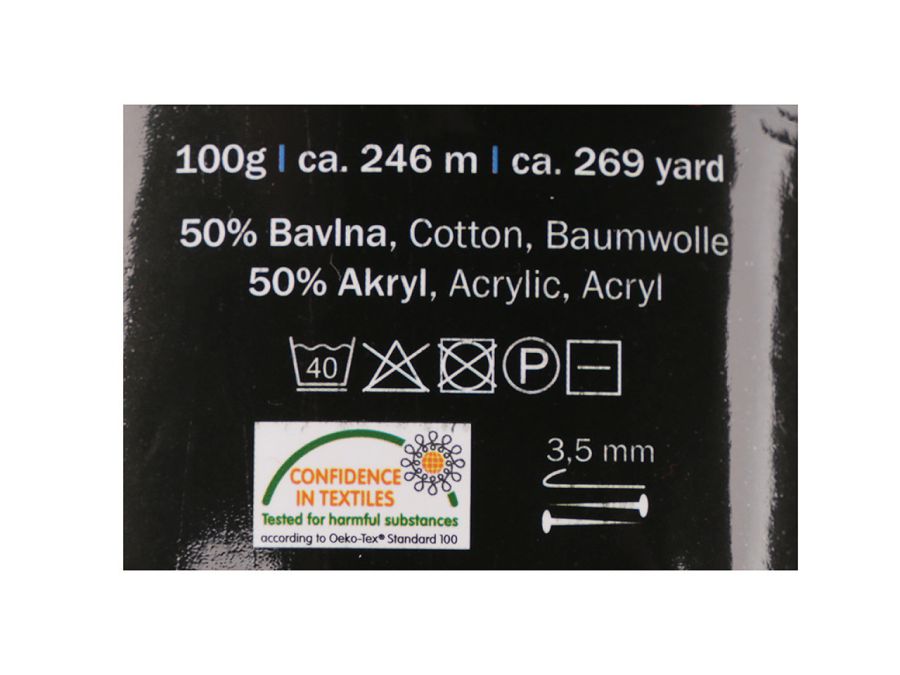 100g | ca. 246 m | ca. 269 yard
50% Bavlna, Cotton, Baumwolle
50% Akryl, Acrylic, Acryl
40 P
CONFIDENCE
IN TEXTILES
Tested for harmful substances
according to Oeko-Tex® Standard 100
3,5 mm